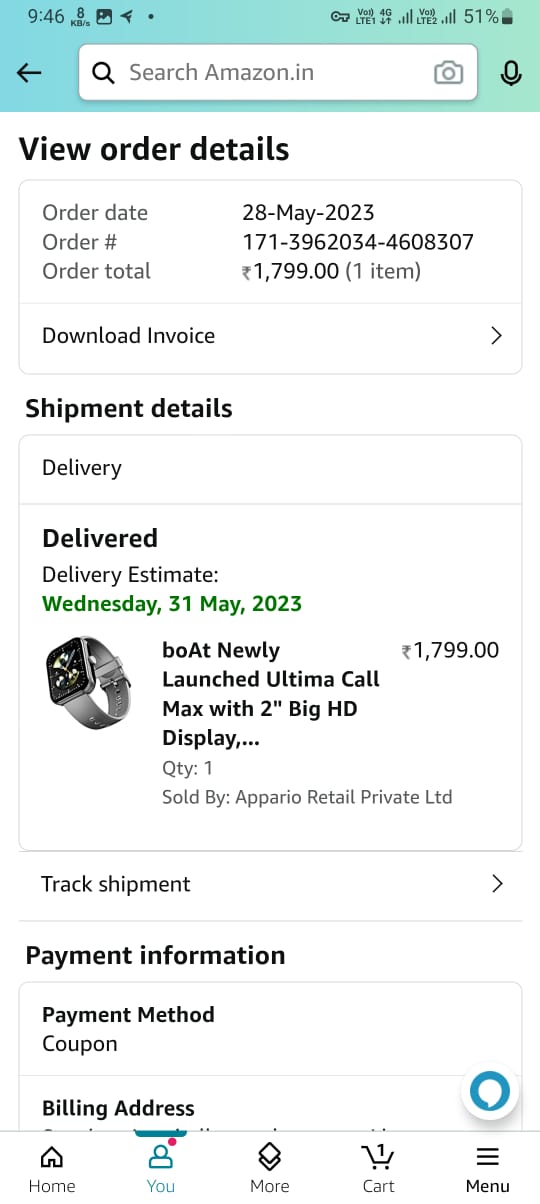 9:46 8 KB/s Vo)) LTE1 4G Vo)) LTE2 51%
Search Amazon.in
View order details
Order date 28-May-2023
Order # 171-3962034-4608307
Order total ₹1,799.00 (1 item)
Download Invoice
Shipment details
Delivery
Delivered
Delivery Estimate:
Wednesday, 31 May, 2023
boAt Newly ₹1,799.00
Launched Ultima Call
Max with 2" Big HD
Display,...
Qty: 1
Sold By: Appario Retail Private Ltd
Track shipment
Payment information
Payment Method
Coupon
Billing Address
1
Home You More Cart Menu